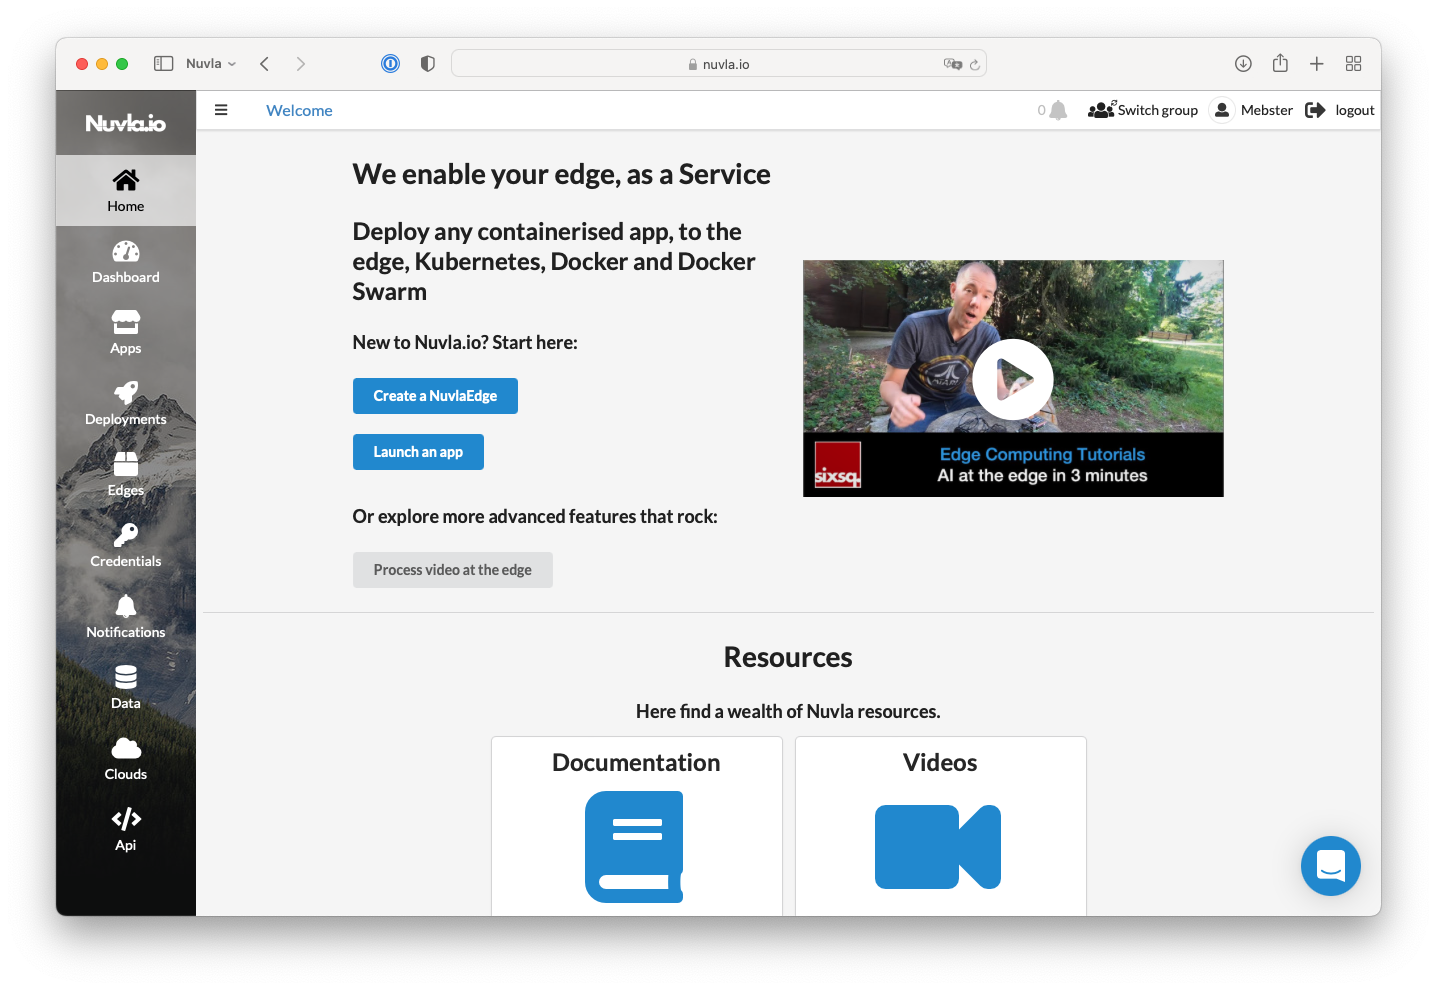 Nuvla
nuvla.io
Nuvla.io
Welcome
0
Switch group
Mebster
logout
Home
Dashboard
Apps
Deployments
Edges
Credentials
Notifications
Data
Clouds
Api
We enable your edge, as a Service
Deploy any containerised app, to the
edge, Kubernetes, Docker and Docker
Swarm
New to Nuvla.io? Start here:
Create a NuvlaEdge
Launch an app
Or explore more advanced features that rock:
Process video at the edge
ATARI
sixsq
Edge Computing Tutorials
AI at the edge in 3 minutes
Resources
Here find a wealth of Nuvla resources.
Documentation
Videos